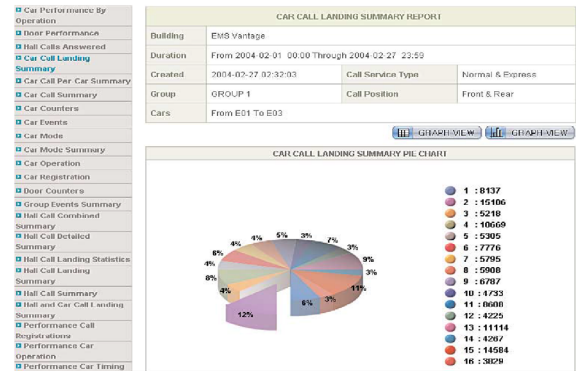 Car Performance By
Operation
Door Performance
Hall Calls Answered
Car Call Landing
Summary
Car Call Per Car Summary
Car Call Summary
Car Counters
Car Events
Car Mode
Car Mode Summary
Car Operation
Car Registration
Door Counters
Group Events Summary
Hall Call Combined
Summary
Hall Call Detailed
Summary
Hall Call Landing Statistics
Hall Call Landing
Summary
Hall Call Summary
Hall and Car Call Landing
Summary
Performance Call
Registrations
Performance Car
Operation
Performance Car Timing
CAR CALL LANDING SUMMARY REPORT
Building EMS Vantage
Duration From 2004-02-01 00:00 Through 2004-02-27 23:59
Created 2004-02-27 02:32:03 Call Service Type Normal & Express
Group GROUP 1 Call Position Front & Rear
Cars From E01 To E03
GRAPH VIEW GRAPH VIEW
CAR CALL LANDING SUMMARY PIE CHART
5% 3%
4% 7%
4% 3%
6% 9%
4% 3%
8% 11%
4% 3%
6%
12%
1 : 8137
2 : 15106
3 : 5218
4 : 10669
5 : 5305
6 : 7776
7 : 5795
8 : 5908
9 : 6787
10 : 4733
11 : 8608
12 : 4225
13 : 11114
14 : 4267
15 : 14584
16 : 3829